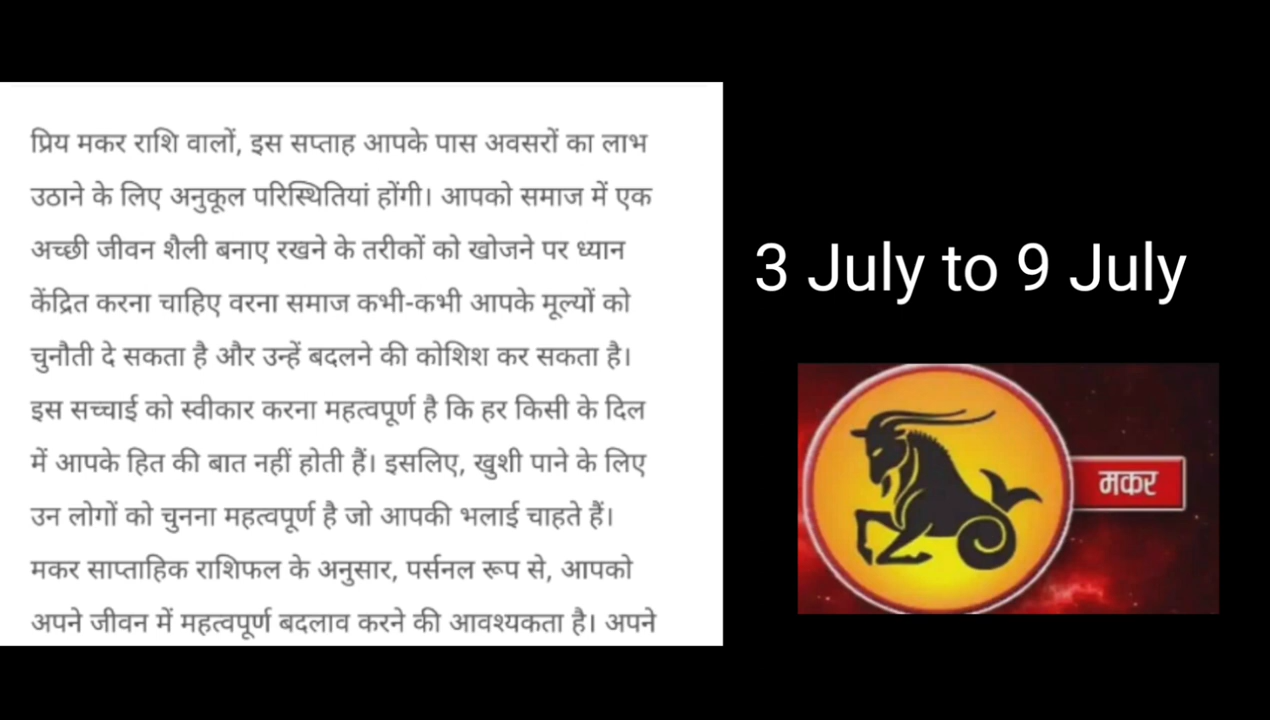 प्रिय मकर राशि वालों, इस सप्ताह आपके पास अवसरों का लाभ
उठाने के लिए अनुकूल परिस्थितियां होंगी। आपको समाज में एक
अच्छी जीवन शैली बनाए रखने के तरीकों को खोजने पर ध्यान
केंद्रित करना चाहिए वरना समाज कभी-कभी आपके मूल्यों को
चुनौती दे सकता है और उन्हें बदलने की कोशिश कर सकता है।
इस सच्चाई को स्वीकार करना महत्वपूर्ण है कि हर किसी के दिल
में आपके हित की बात नहीं होती हैं। इसलिए, खुशी पाने के लिए
उन लोगों को चुनना महत्वपूर्ण है जो आपकी भलाई चाहते हैं।
मकर साप्ताहिक राशिफल के अनुसार, पर्सनल रूप से, आपको
अपने जीवन में महत्वपूर्ण बदलाव करने की आवश्यकता है। अपने
3 July to 9 July
मकर